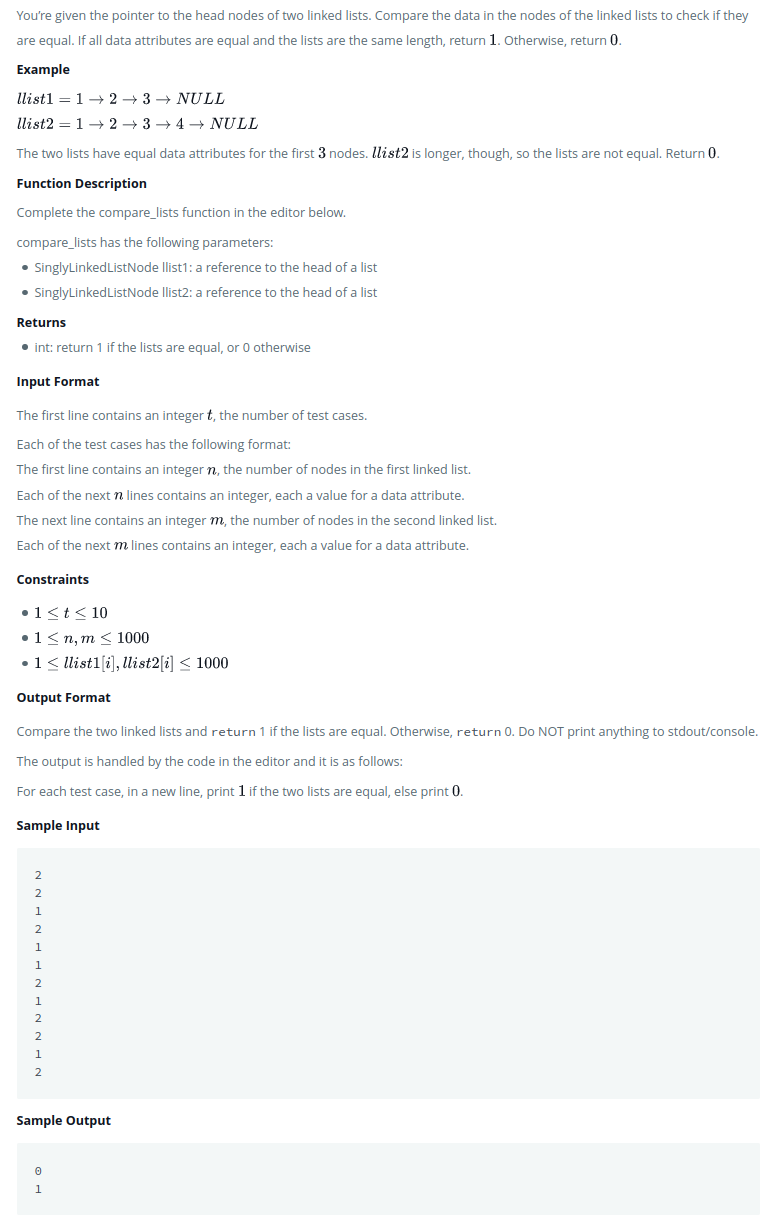 You're given the pointer to the head nodes of two linked lists. Compare the data in the nodes of the linked lists to check if they
are equal. If all data attributes are equal and the lists are the same length, return 1. Otherwise, return 0.
Example
llist1 = 1 → 2 → 3 → NULL
llist2 = 1 → 2 → 3 → 4 → NULL
The two lists have equal data attributes for the first 3 nodes. llist2 is longer, though, so the lists are not equal. Return 0.
Function Description
Complete the compare_lists function in the editor below.
compare_lists has the following parameters:
• SinglyLinkedListNode llist1: a reference to the head of a list
• SinglyLinkedListNode llist2: a reference to the head of a list
Returns
• int: return 1 if the lists are equal, or 0 otherwise
Input Format
The first line contains an integer t, the number of test cases.
Each of the test cases has the following format:
The first line contains an integer n, the number of nodes in the first linked list.
Each of the next n lines contains an integer, each a value for a data attribute.
The next line contains an integer m, the number of nodes in the second linked list.
Each of the next m lines contains an integer, each a value for a data attribute.
Constraints
• 1 ≤ t ≤ 10
• 1 ≤ n, m ≤ 1000
• 1 ≤ llist1[i], llist2[i] ≤ 1000
Output Format
Compare the two linked lists and return 1 if the lists are equal. Otherwise, return 0. Do NOT print anything to stdout/console.
The output is handled by the code in the editor and it is as follows:
For each test case, in a new line, print 1 if the two lists are equal, else print 0.
Sample Input
2
2
1
2
1
1
2
1
2
2
1
2
Sample Output
0
1